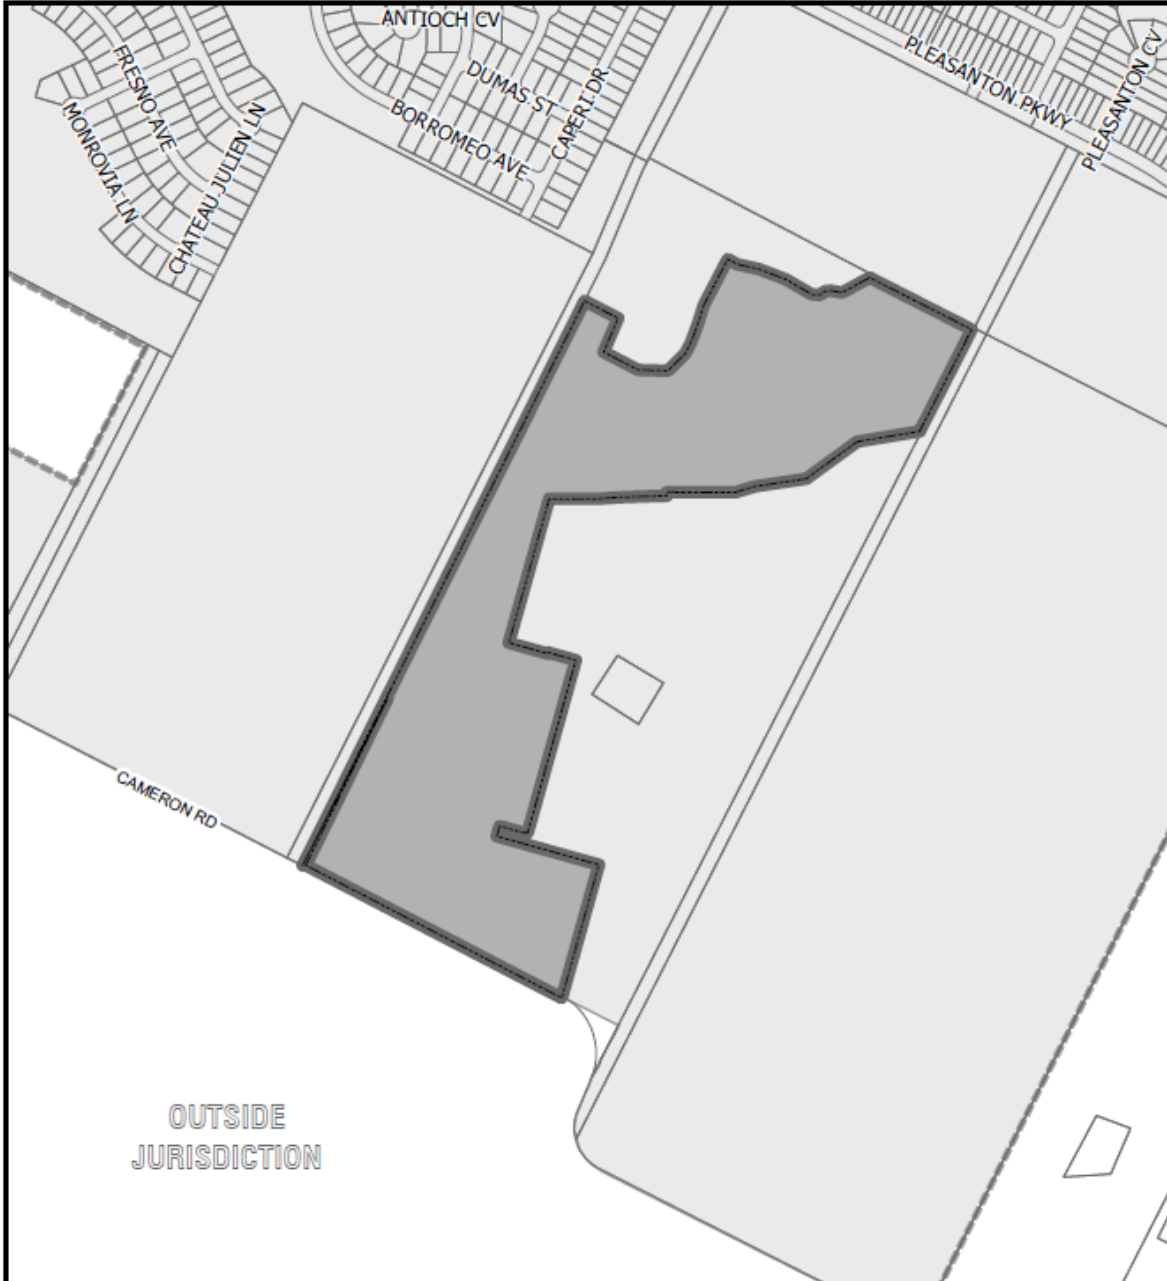 ANTIOCH CV
FRESNO AVE
DUMAS ST
CAPERI DR
PLEASANTON PKWY
PLEASANTON CV
MONROVIA LN
CHATEAU JULIEN LN
BORROMEO AVE
CAMERON RD
OUTSIDE
JURISDICTION